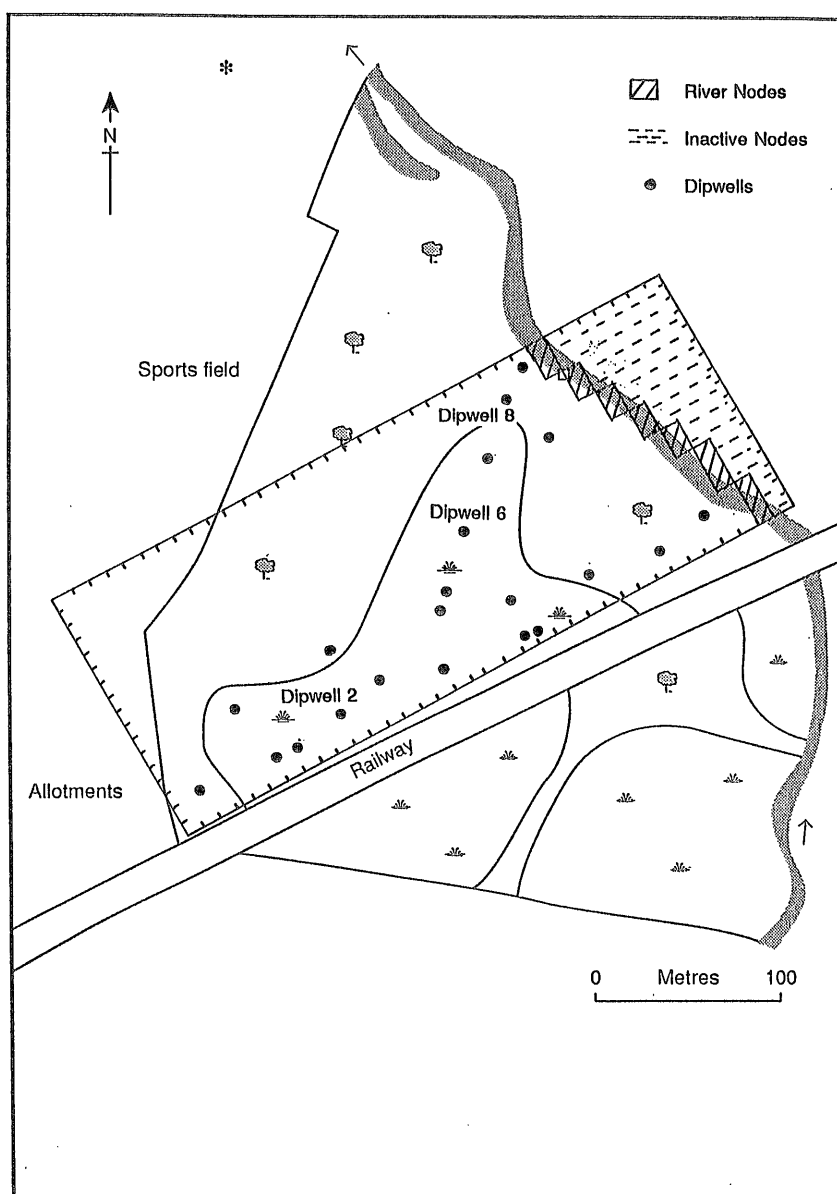 *
N
River Nodes
Inactive Nodes
Dipwells
Sports field
Dipwell 8
Dipwell 6
Dipwell 2
Railway
Allotments
0 Metres 100